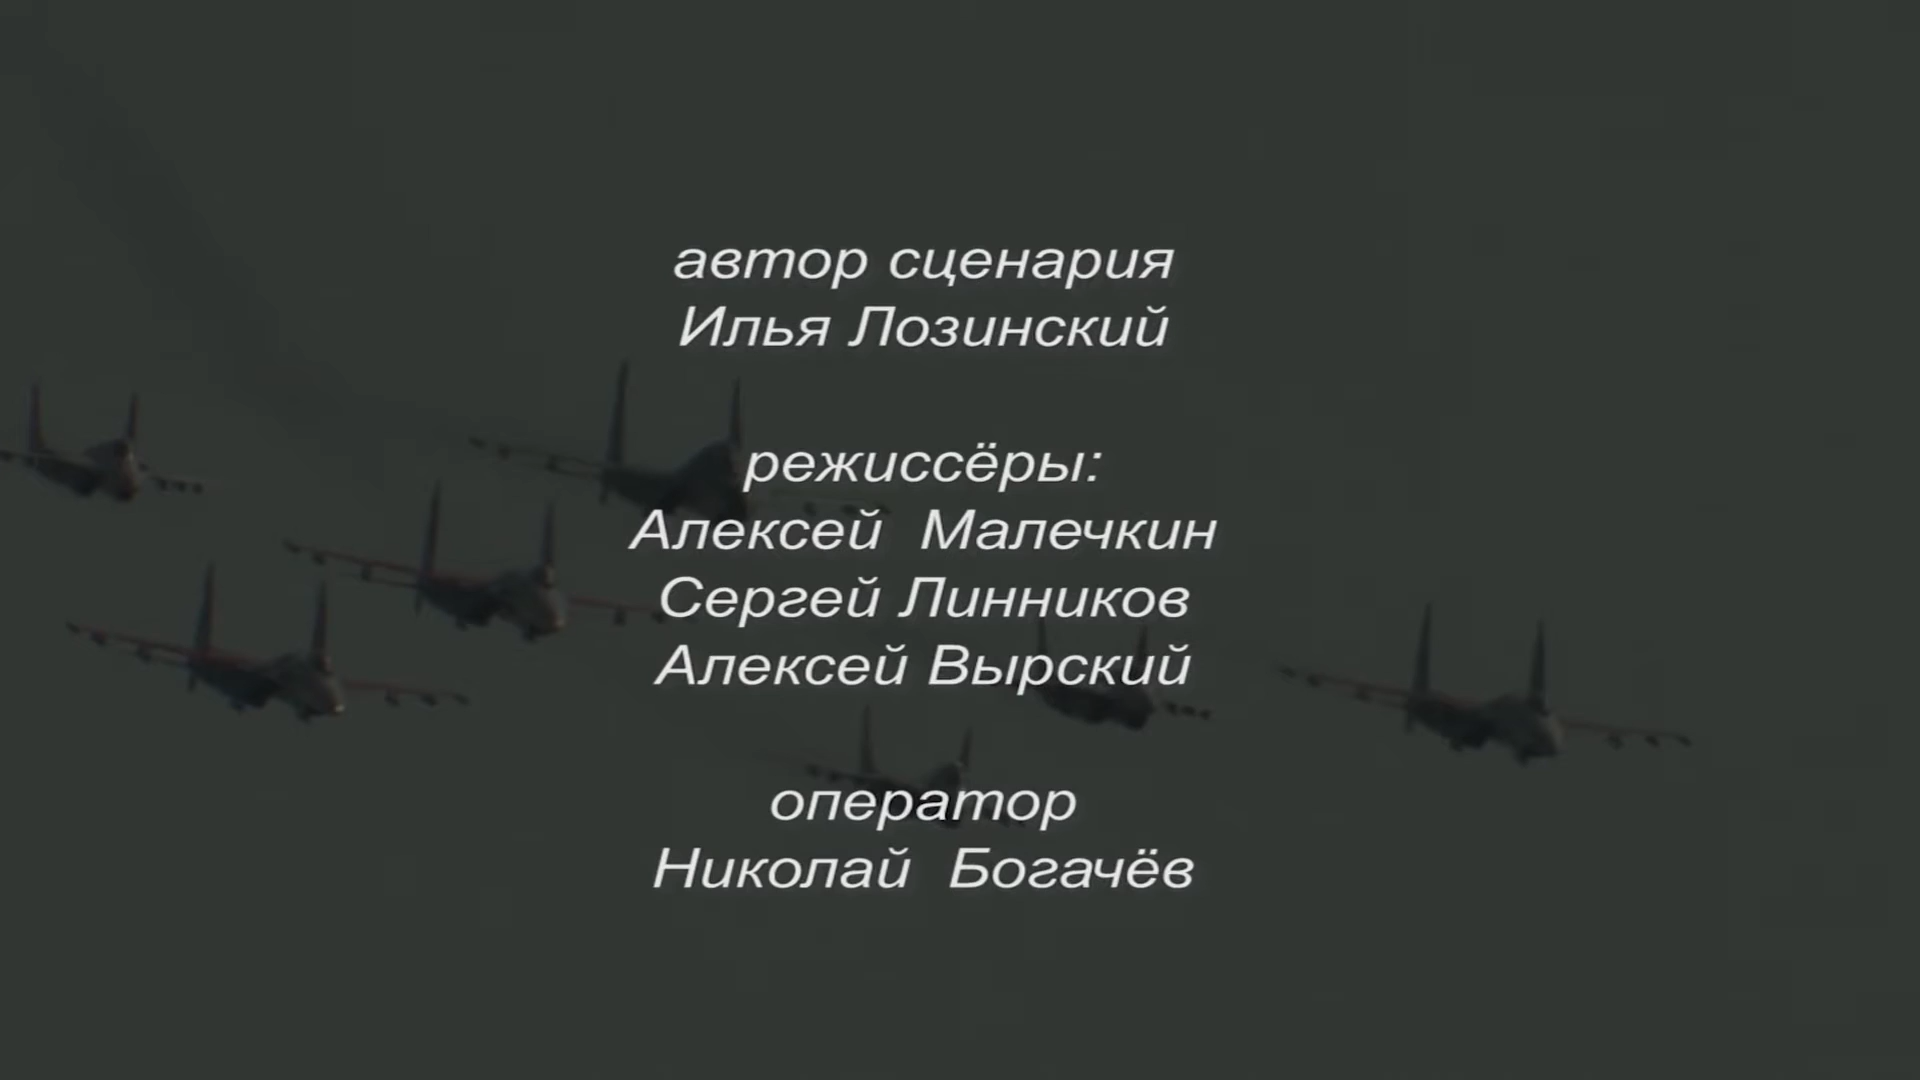 автор сценария
Илья Лозинский
режиссёры:
Алексей Малечкин
Сергей Линников
Алексей Вырский
оператор
Николай Богачёв